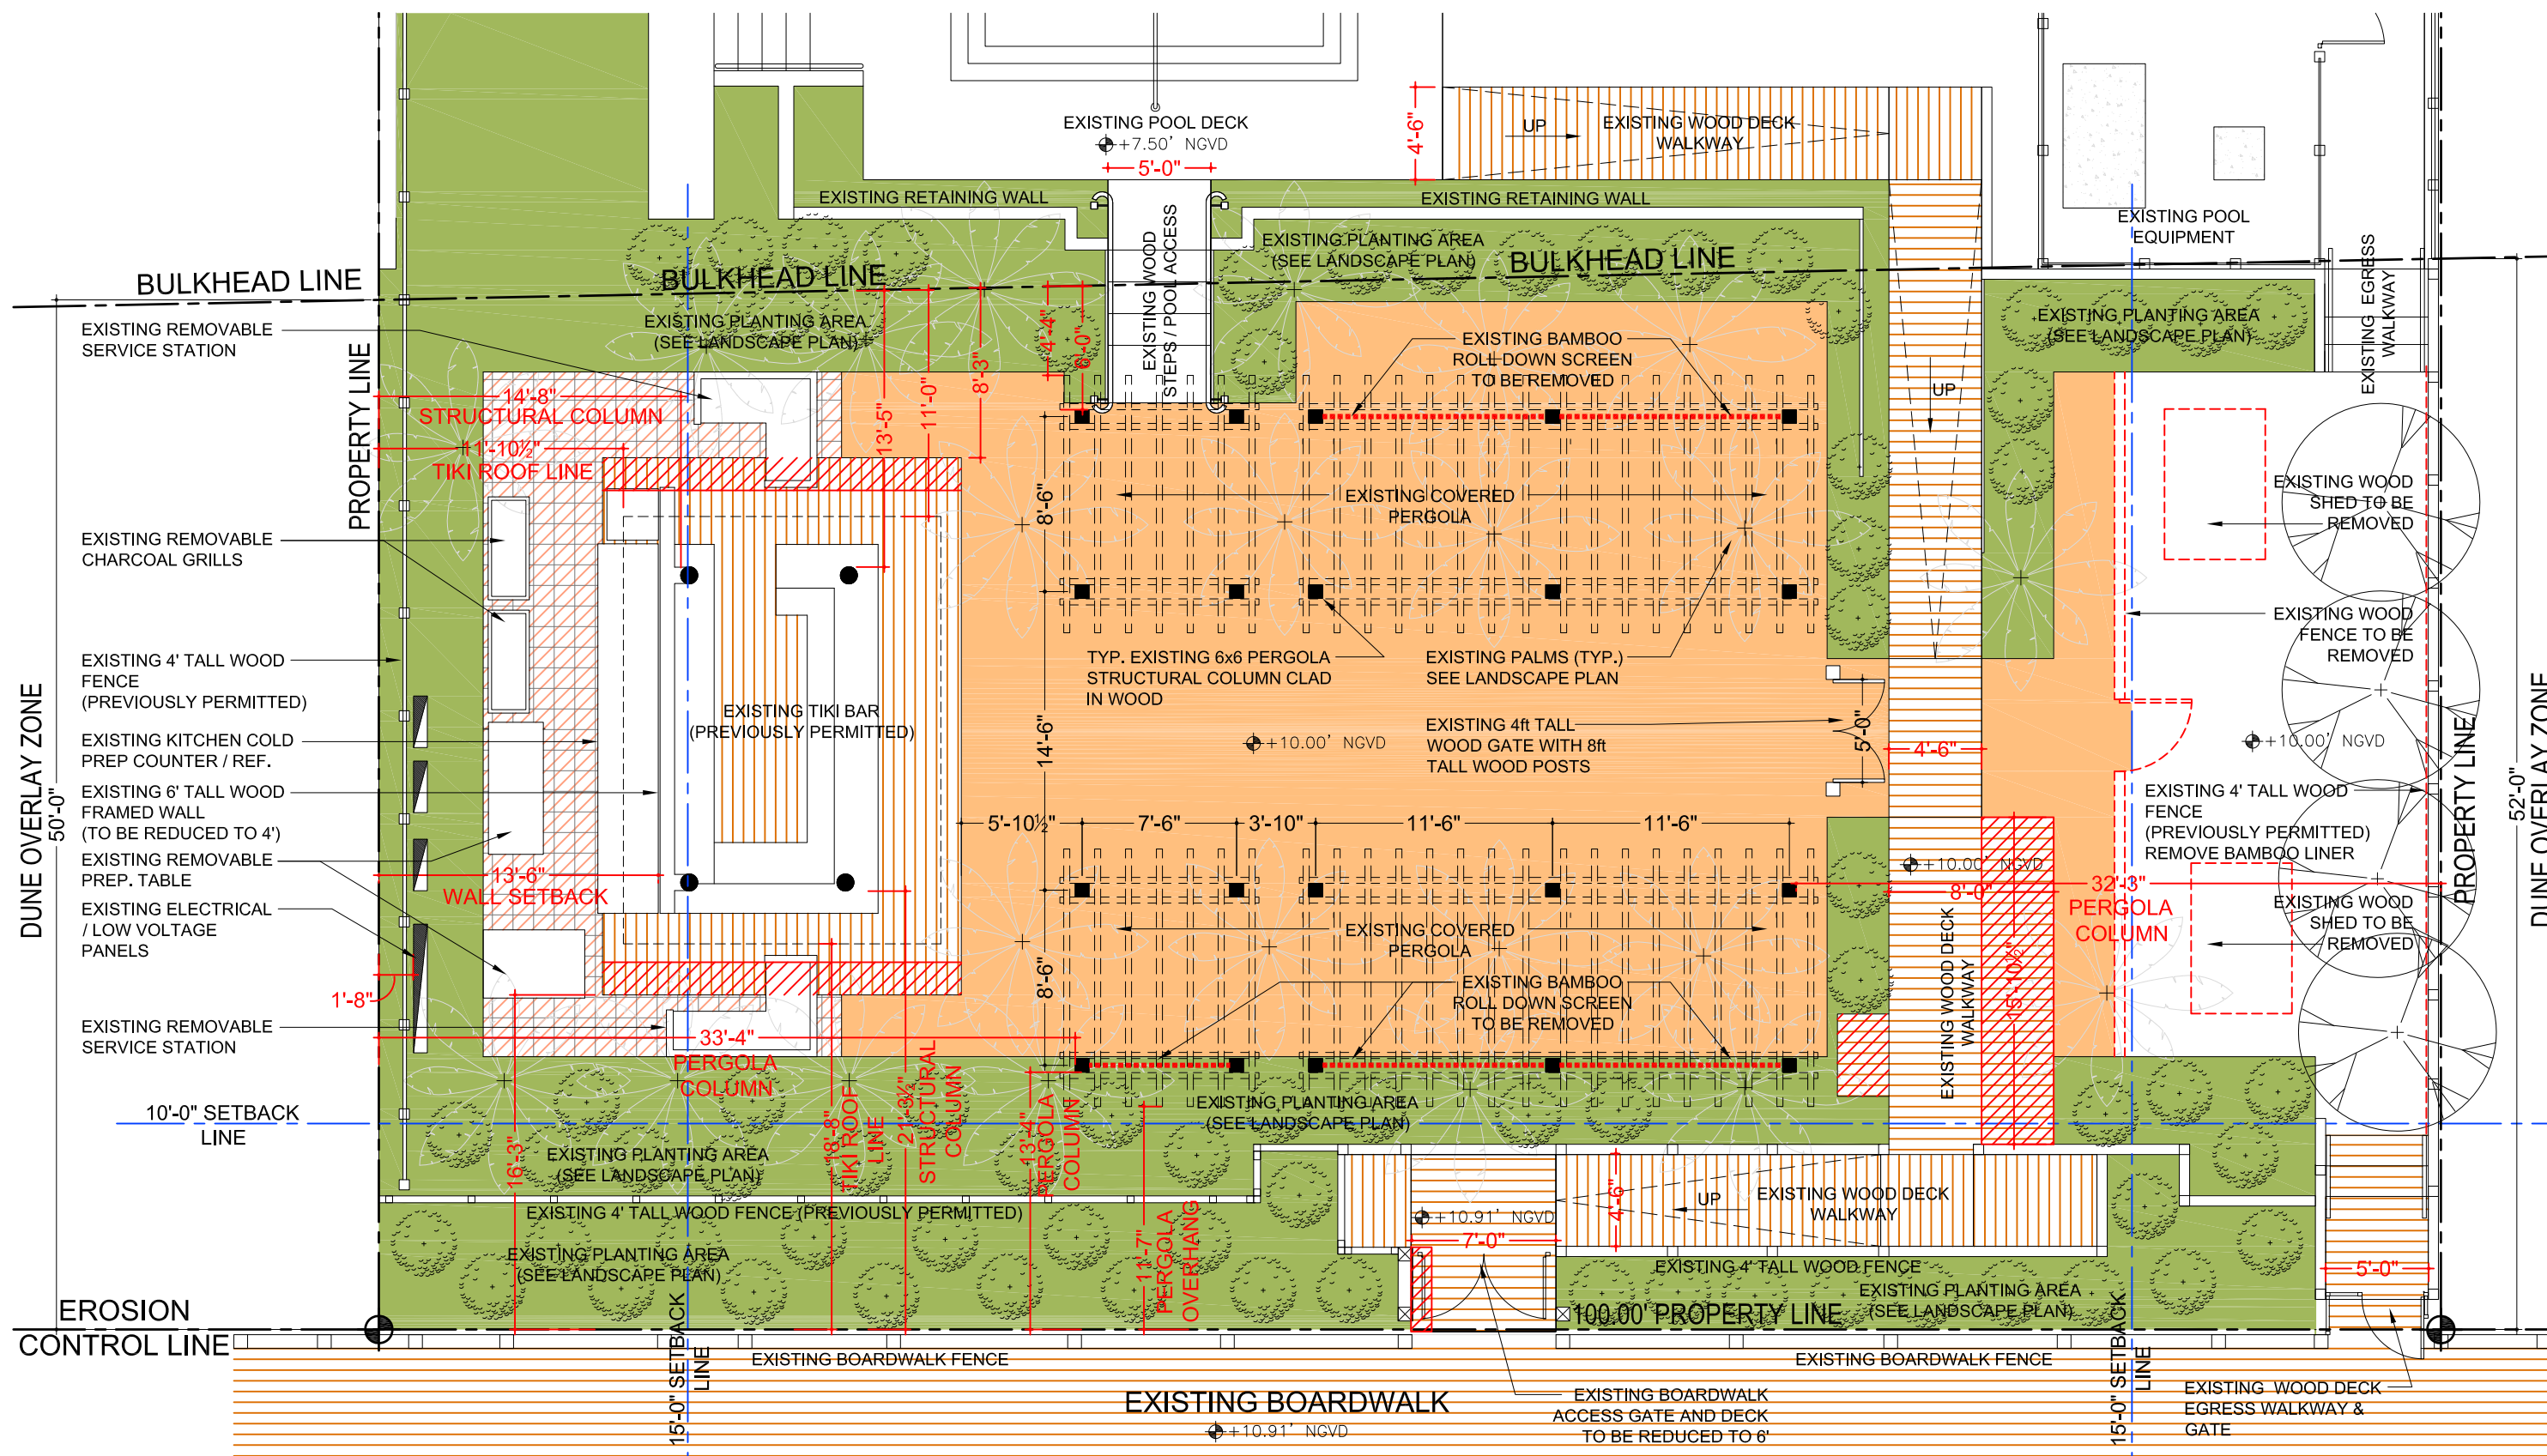 EXISTING POOL DECK
+7.50' NGVD
5'-0"
4'-6"
UP
EXISTING WOOD DECK
WALKWAY
EXISTING RETAINING WALL
EXISTING RETAINING WALL
EXISTING POOL
EQUIPMENT
EXISTING WOOD
STEPS / POOL ACCESS
EXISTING PLANTING AREA
(SEE LANDSCAPE PLAN)
BULKHEAD LINE
BULKHEAD LINE
BULKHEAD LINE
EXISTING EGRESS
WALKWAY
EXISTING REMOVABLE
SERVICE STATION
EXISTING PLANTING AREA
(SEE LANDSCAPE PLAN)
4'-4"
6'-0"
8'-3"
11'-0"
13'-5"
EXISTING BAMBOO
ROLL DOWN SCREEN
TO BE REMOVED
EXISTING PLANTING AREA
(SEE LANDSCAPE PLAN)
UP
PROPERTY LINE
14'-8"
STRUCTURAL COLUMN
11'-10½"
TIKI ROOF LINE
8'-6"
EXISTING COVERED
PERGOLA
EXISTING WOOD
SHED TO BE
REMOVED
EXISTING REMOVABLE
CHARCOAL GRILLS
EXISTING WOOD
FENCE TO BE
REMOVED
EXISTING 4' TALL WOOD
FENCE
(PREVIOUSLY PERMITTED)
TYP. EXISTING 6x6 PERGOLA
STRUCTURAL COLUMN CLAD
IN WOOD
EXISTING PALMS (TYP.)
SEE LANDSCAPE PLAN
DUNE OVERLAY ZONE
50'-0"
EXISTING KITCHEN COLD
PREP COUNTER / REF.
EXISTING TIKI BAR
(PREVIOUSLY PERMITTED)
14'-6"
+10.00' NGVD
EXISTING 4ft TALL
WOOD GATE WITH 8ft
TALL WOOD POSTS
5'-0"
4'-6"
+10.00' NGVD
PROPERTY LINE
52'-0"
DUNE OVERLAY ZONE
EXISTING 6' TALL WOOD
FRAMED WALL
(TO BE REDUCED TO 4')
EXISTING 4' TALL WOOD
FENCE
(PREVIOUSLY PERMITTED)
REMOVE BAMBOO LINER
5'-10½"
7'-6"
3'-10"
11'-6"
11'-6"
EXISTING REMOVABLE
PREP. TABLE
13'-6"
WALL SETBACK
+10.00' NGVD
8'-0"
32'-3"
PERGOLA
COLUMN
EXISTING ELECTRICAL
/ LOW VOLTAGE
PANELS
EXISTING COVERED
PERGOLA
EXISTING WOOD
SHED TO BE
REMOVED
1'-8"
8'-6"
EXISTING BAMBOO
ROLL DOWN SCREEN
TO BE REMOVED
EXISTING WOOD DECK
WALKWAY
15'-10½"
EXISTING REMOVABLE
SERVICE STATION
33'-4"
PERGOLA
COLUMN
10'-0" SETBACK
LINE
16'-3"
18'-8"
TIKI ROOF
LINE
21'-3½"
STRUCTURAL
COLUMN
13'-4"
PERGOLA
COLUMN
EXISTING PLANTING AREA
(SEE LANDSCAPE PLAN)
EXISTING PLANTING AREA
(SEE LANDSCAPE PLAN)
11'-7"
PERGOLA
OVERHANG
EXISTING 4' TALL WOOD FENCE (PREVIOUSLY PERMITTED)
+10.91' NGVD
7'-0"
4'-6"
UP
EXISTING WOOD DECK
WALKWAY
EXISTING PLANTING AREA
(SEE LANDSCAPE PLAN)
EXISTING 4' TALL WOOD FENCE
EXISTING PLANTING AREA
(SEE LANDSCAPE PLAN)
5'-0"
EROSION
CONTROL LINE
100.00' PROPERTY LINE
15'-0" SETBACK
LINE
EXISTING BOARDWALK FENCE
EXISTING BOARDWALK FENCE
15'-0" SETBACK
LINE
EXISTING BOARDWALK
+10.91' NGVD
EXISTING BOARDWALK
ACCESS GATE AND DECK
TO BE REDUCED TO 6'
EXISTING WOOD DECK
EGRESS WALKWAY &
GATE